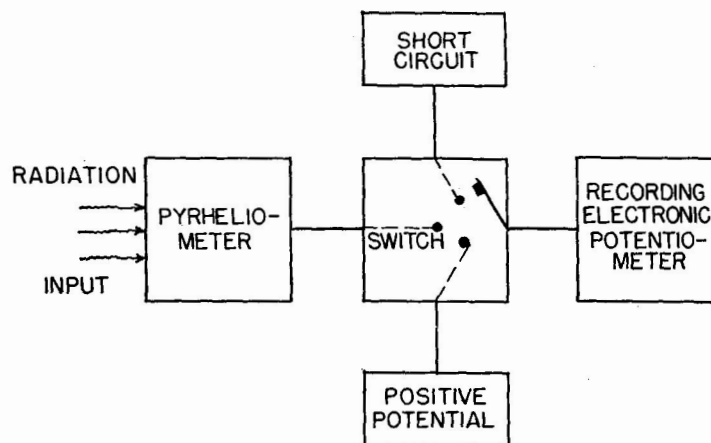 SHORT
CIRCUIT
RADIATION
INPUT
PYRHELIO-
METER
SWITCH
RECORDING
ELECTRONIC
POTENTIO-
METER
POSITIVE
POTENTIAL